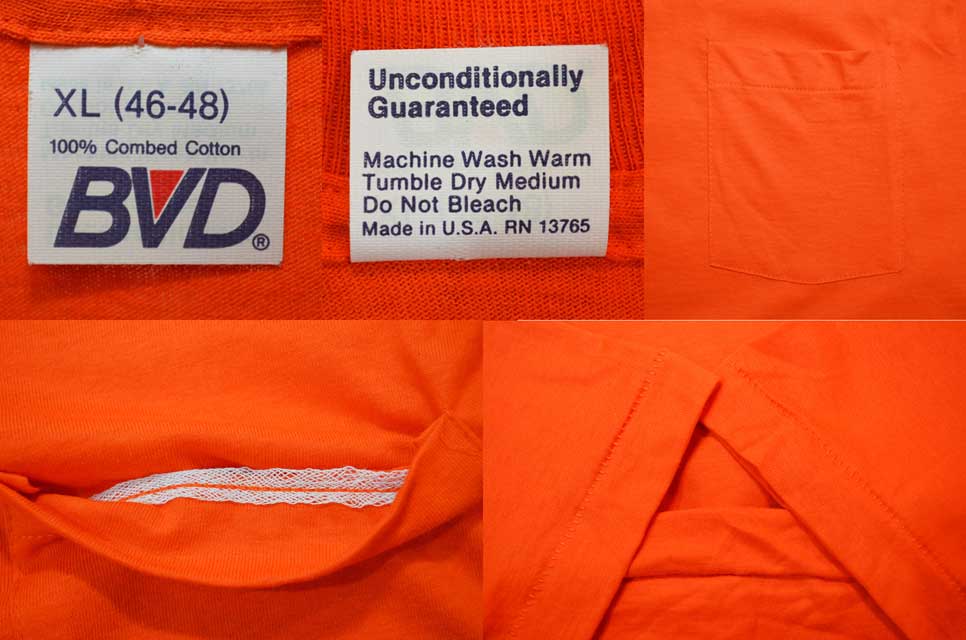 XL (46-48)
100% Combed Cotton
BVD®
Unconditionally
Guaranteed
Machine Wash Warm
Tumble Dry Medium
Do Not Bleach
Made in U.S.A. RN 13765